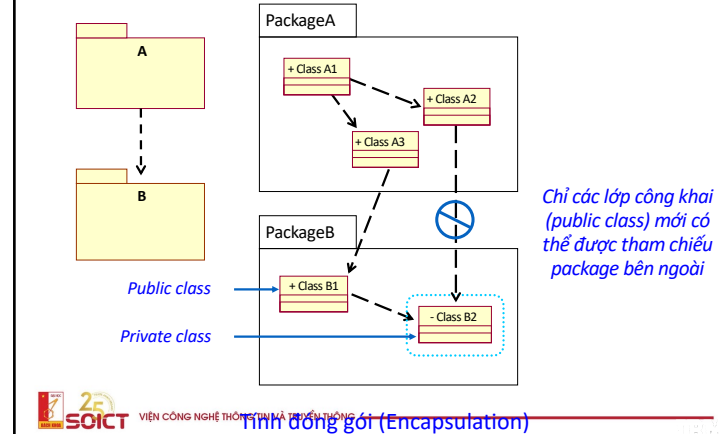 PackageA
A
+ Class A1
+ Class A2
+ Class A3
B
PackageB
Chỉ các lớp công khai
(public class) mới có
thể được tham chiếu
package bên ngoài
Public class
+ Class B1
- Class B2
Private class
25
SOICT
VIỆN CÔNG NGHỆ THÔNG TIN VÀ TRUYỀN THÔNG
Tính đóng gói (Encapsulation)